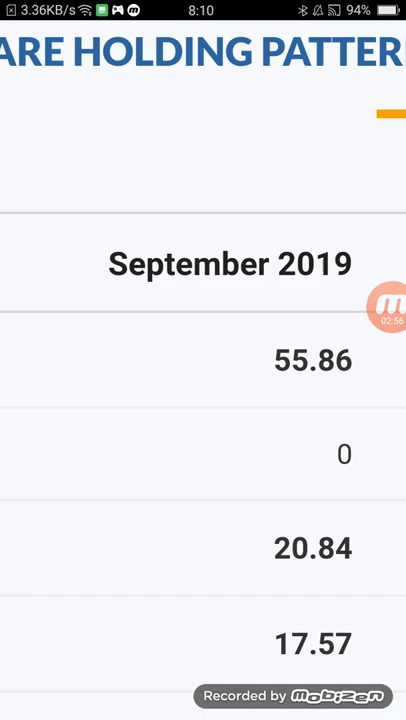 3.36KB/s 8:10 94%
ARE HOLDING PATTER
September 2019
02:56
55.86
0
20.84
17.57
Recorded by mobizen